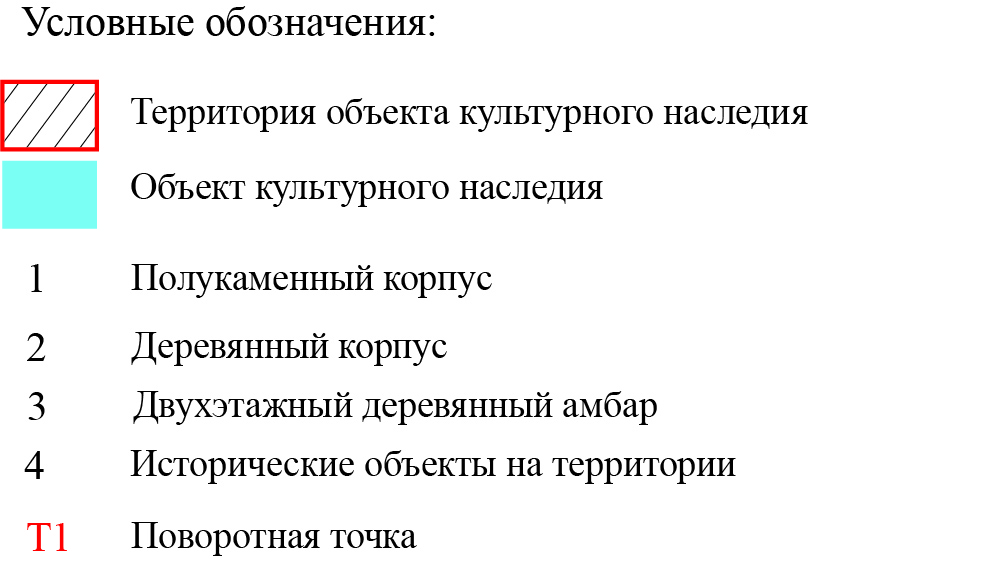 Условные обозначения:
Территория объекта культурного наследия
Объект культурного наследия
1 Полукаменный корпус
2 Деревянный корпус
3 Двухэтажный деревянный амбар
4 Исторические объекты на территории
Т1 Поворотная точка